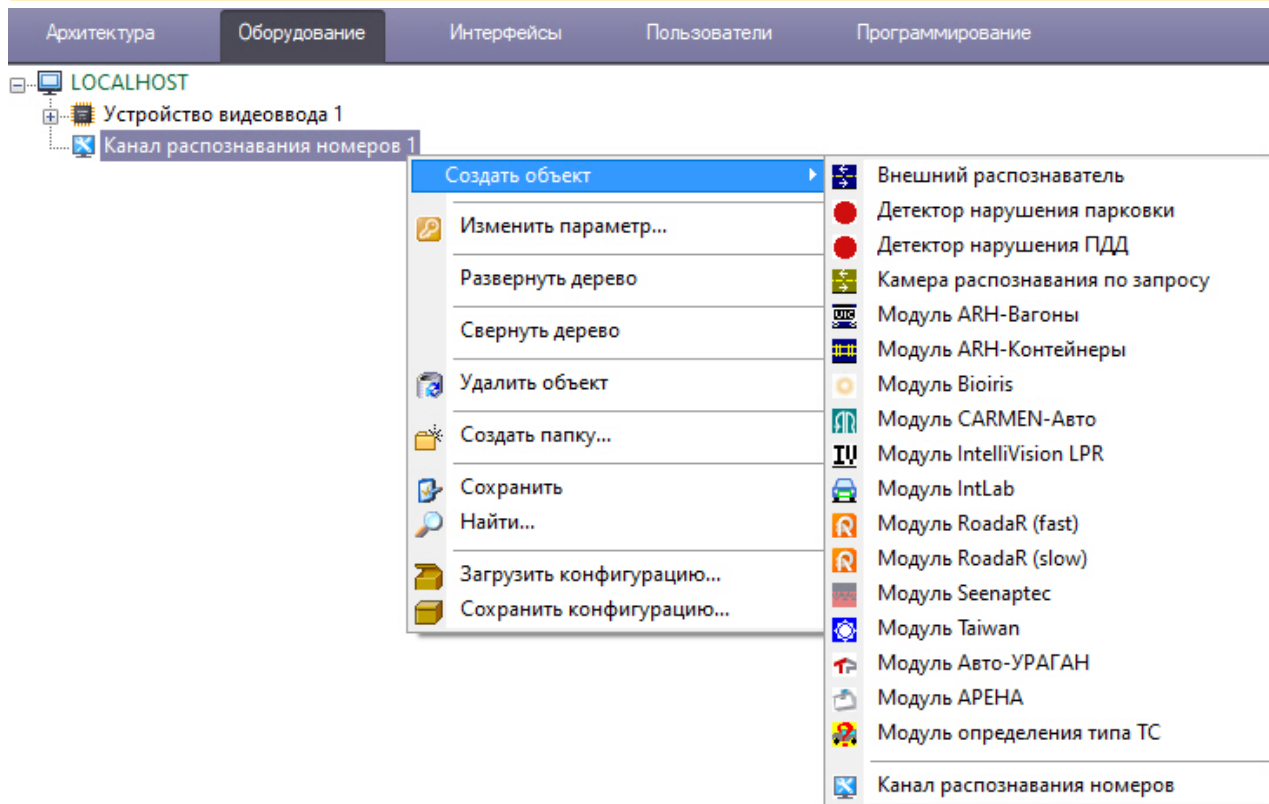 Архитектура Оборудование Интерфейсы Пользователи Программирование
LOCALHOST
Устройство видеоввода 1
Канал распознавания номеров 1
Создать объект
Изменить параметр...
Развернуть дерево
Свернуть дерево
Удалить объект
Создать папку...
Сохранить
Найти...
Загрузить конфигурацию...
Сохранить конфигурацию...
Внешний распознаватель
Детектор нарушения парковки
Детектор нарушения ПДД
Камера распознавания по запросу
Модуль ARH-Вагоны
Модуль ARH-Контейнеры
Модуль Bioiris
Модуль CARMEN-Авто
Модуль IntelliVision LPR
Модуль IntLab
Модуль RoadaR (fast)
Модуль RoadaR (slow)
Модуль Seenaptec
Модуль Taiwan
Модуль Авто-УРАГАН
Модуль АРЕНА
Модуль определения типа ТС
Канал распознавания номеров